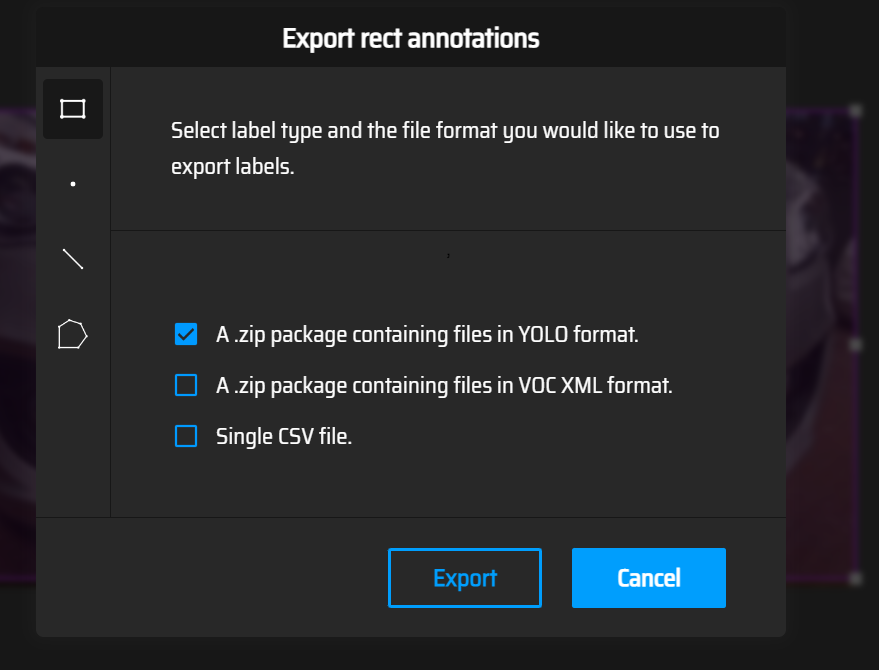 Export rect annotations
Select label type and the file format you would like to use to
export labels.
A .zip package containing files in YOLO format.
A .zip package containing files in VOC XML format.
Single CSV file.
Export
Cancel